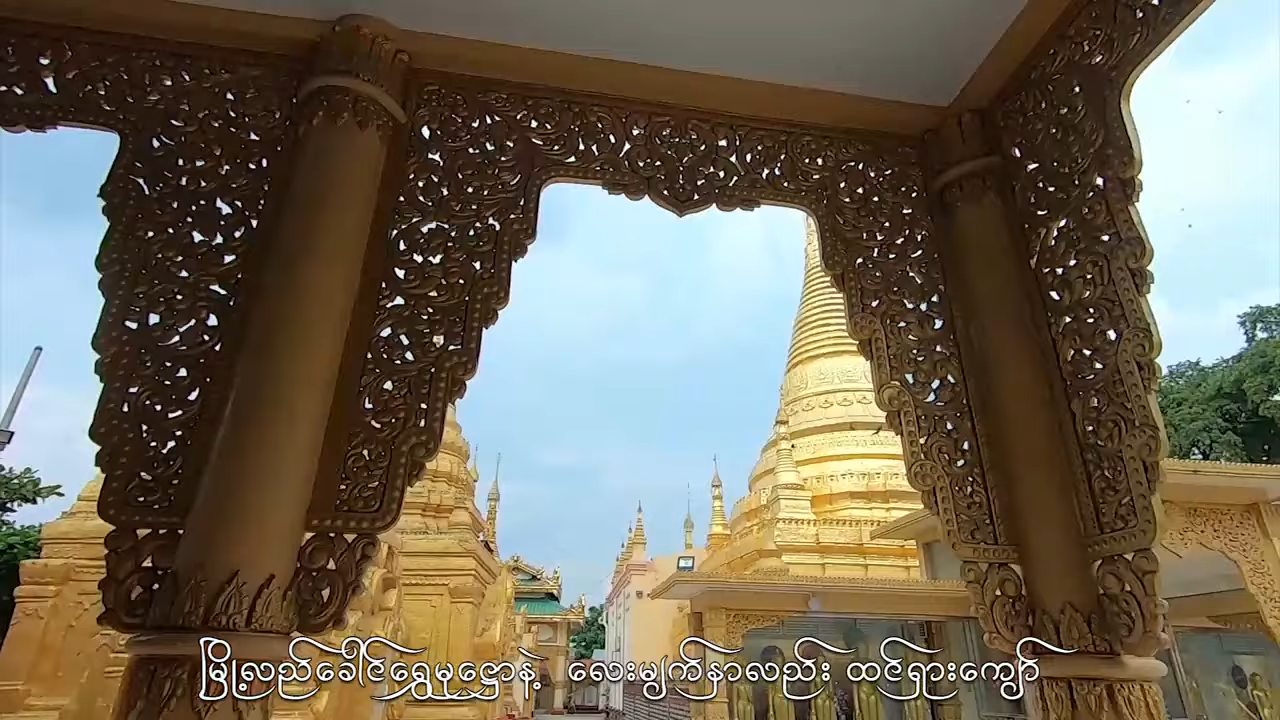 မြို့လည်ခေါင်ရွှေမုဋ္ဌောနဲ့ လေးမျက်နှာလည်း ထင်ရှားကျော်